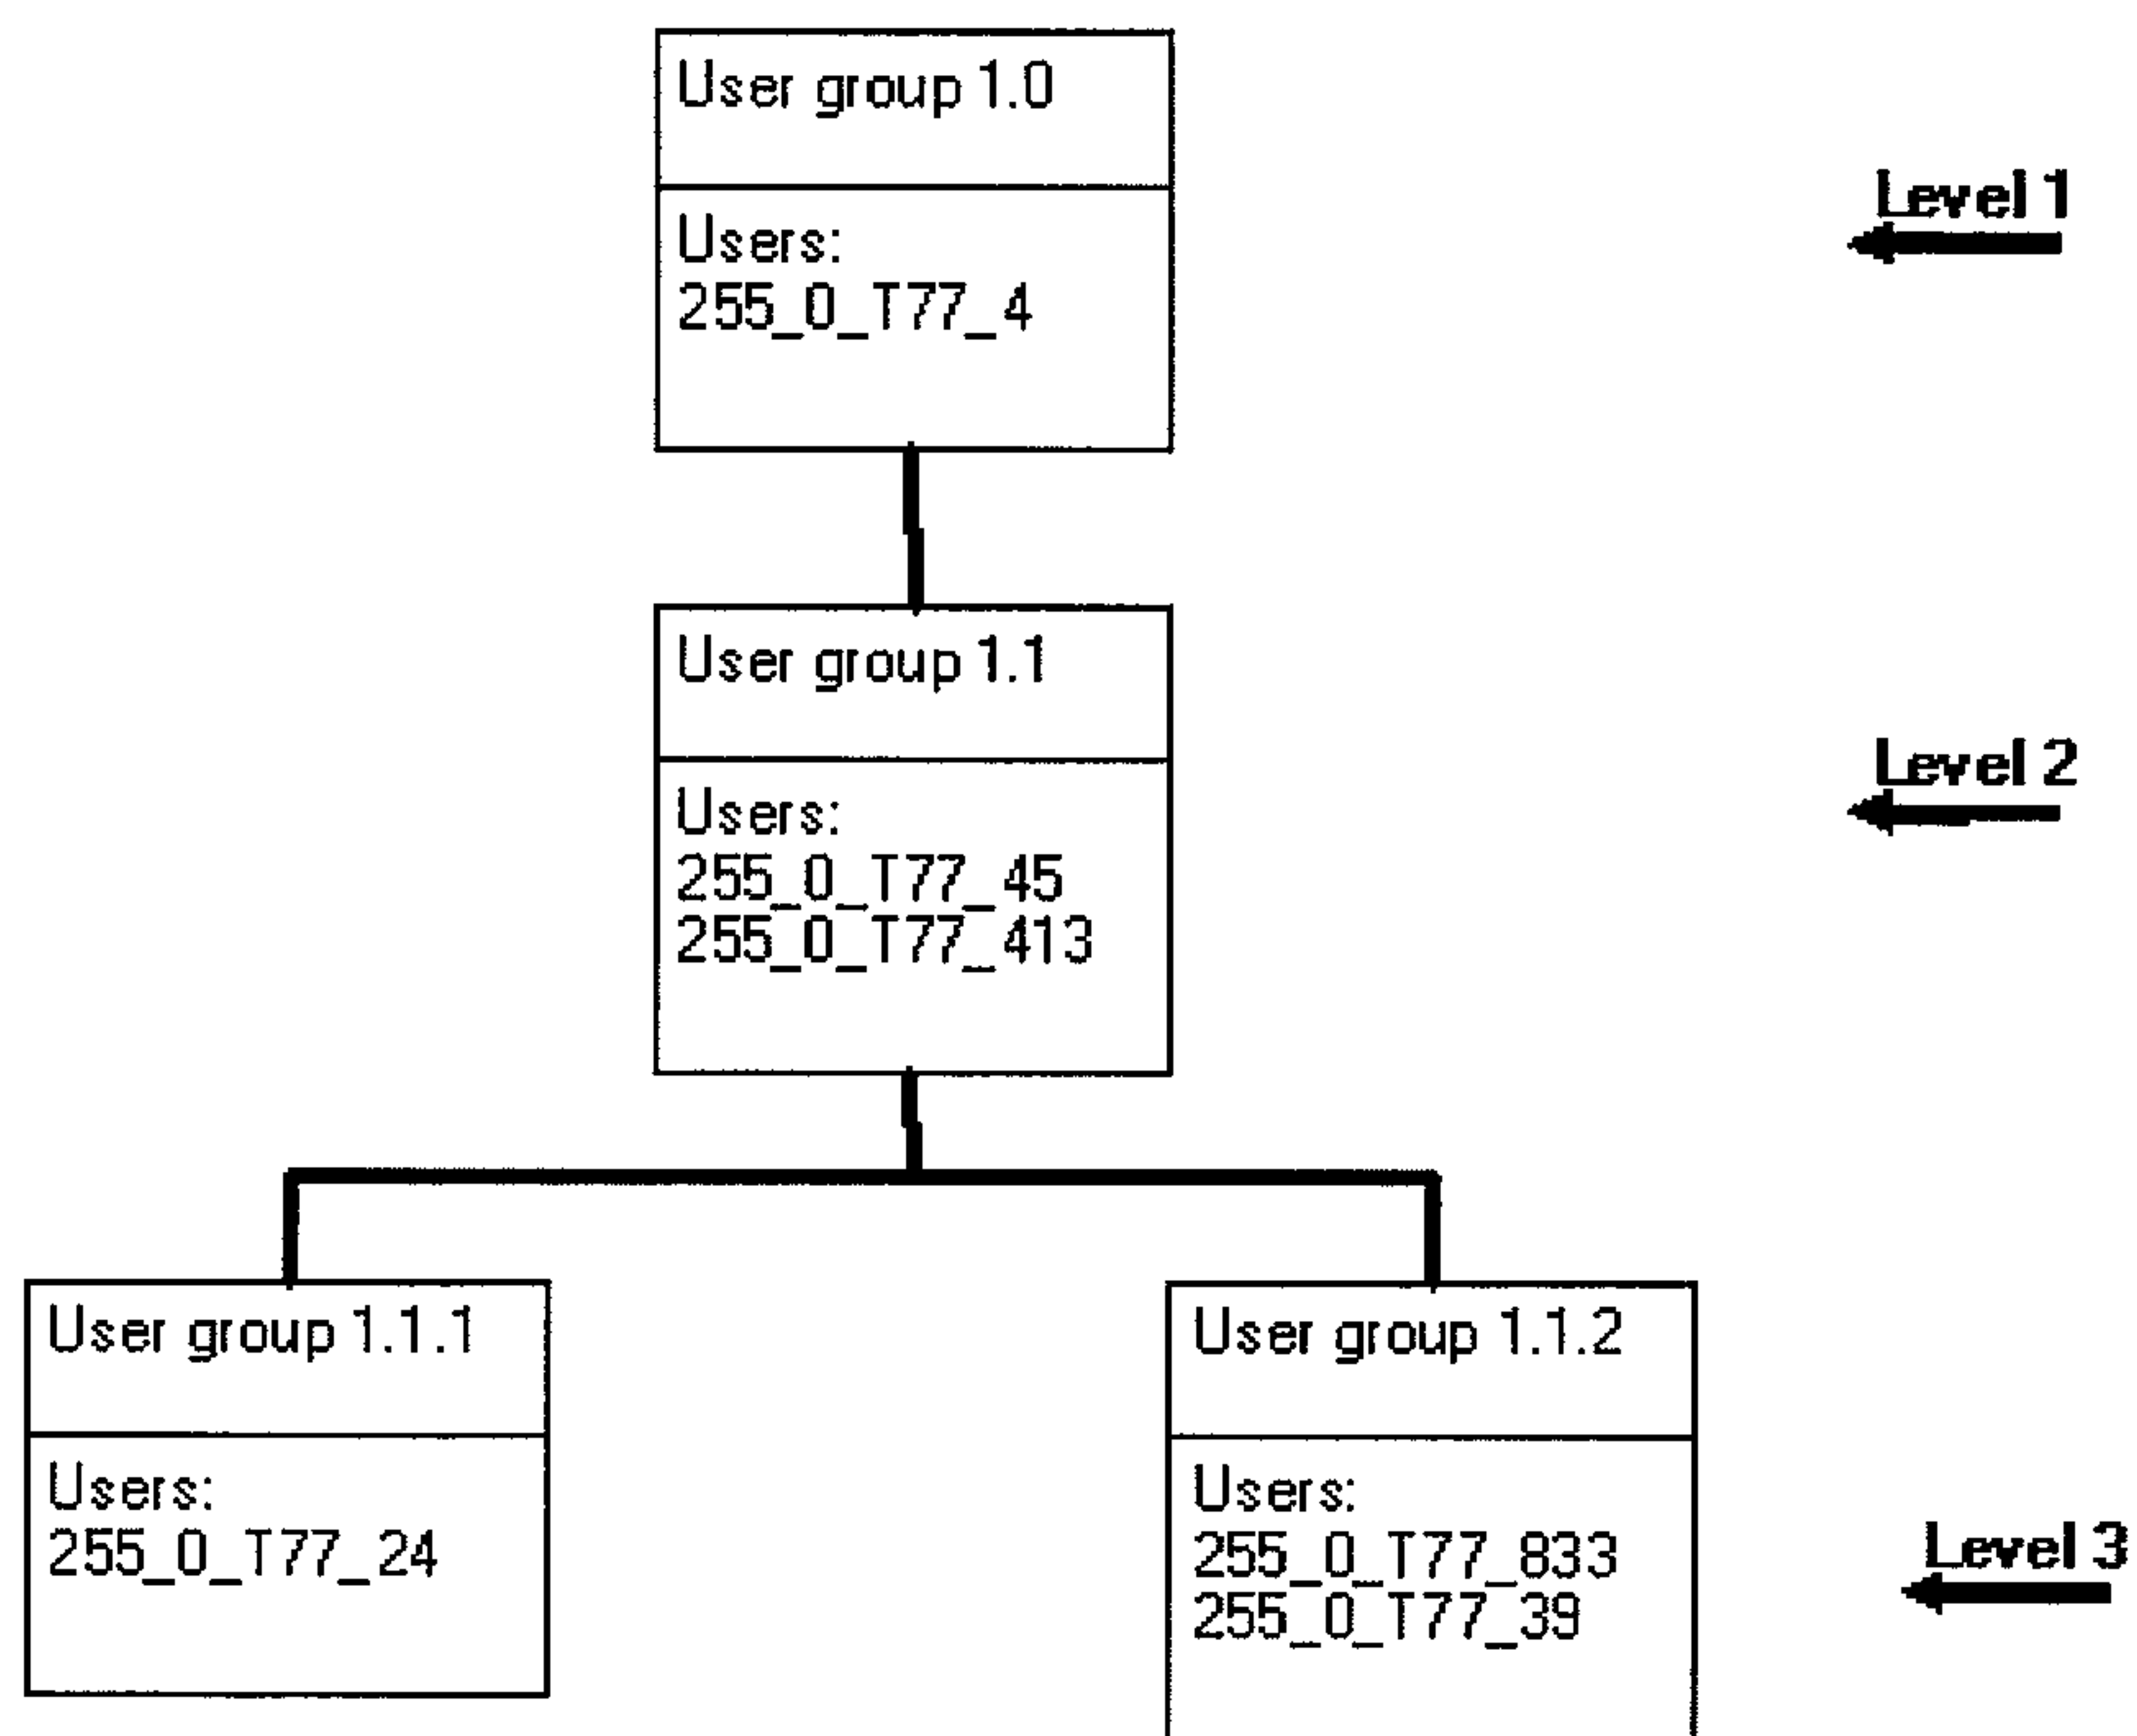 User group 1.0
Users:
255_0_T77_4
Level 1
User group 1.1
Users:
255_0_T77_45
255_0_T77_413
Level 2
User group 1.1.1
Users:
255_0_T77_24
User group 1.1.2
Users:
255_0_T77_833
255_0_T77_39
Level 3